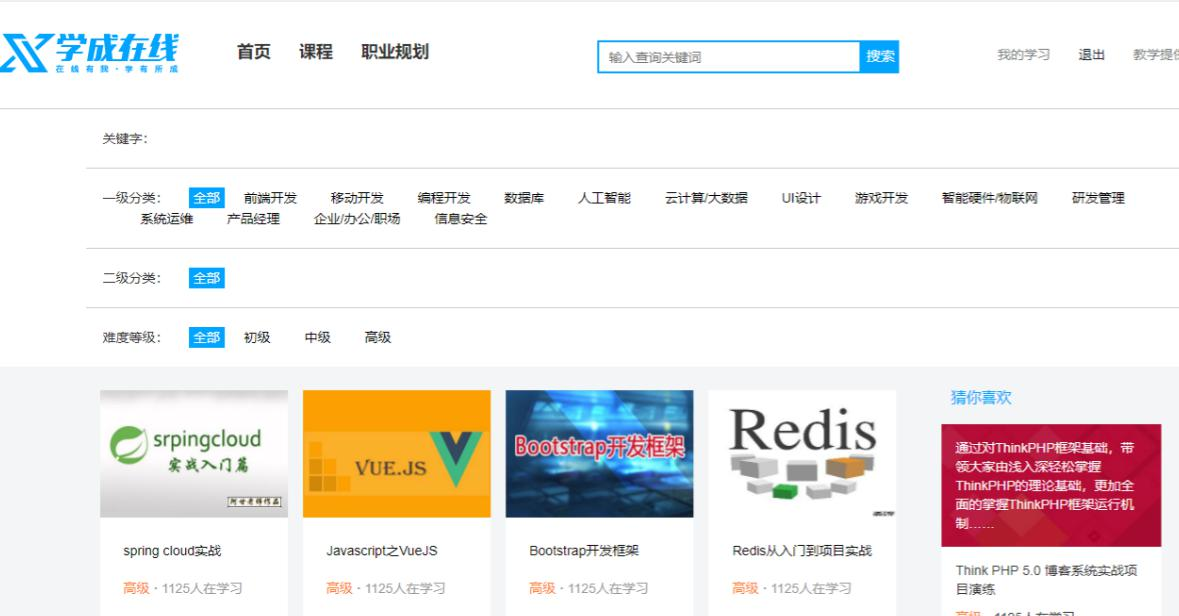 学成在线
在线有我·学有所成
首页 课程 职业规划
输入查询关键词 搜索
我的学习 退出 教学提
关键字：
一级分类： 全部 前端开发 移动开发 编程开发 数据库 人工智能 云计算/大数据 UI设计 游戏开发 智能硬件/物联网 研发管理
系统运维 产品经理 企业/办公/职场 信息安全
二级分类： 全部
难度等级： 全部 初级 中级 高级
srpingcloud
实战入门篇
VUE.JS
Bootstrap开发框架
Redis
猜你喜欢
通过对ThinkPHP框架基础，带
领大家由浅入深轻松掌握
ThinkPHP的理论基础，更加全
面的掌握ThinkPHP框架运行机
制……
spring cloud实战
高级 · 1125人在学习
Javascript之VueJS
高级 · 1125人在学习
Bootstrap开发框架
高级 · 1125人在学习
Redis从入门到项目实战
高级 · 1125人在学习
Think PHP 5.0 博客系统实战项
目演练
高级 · 1125人在学习